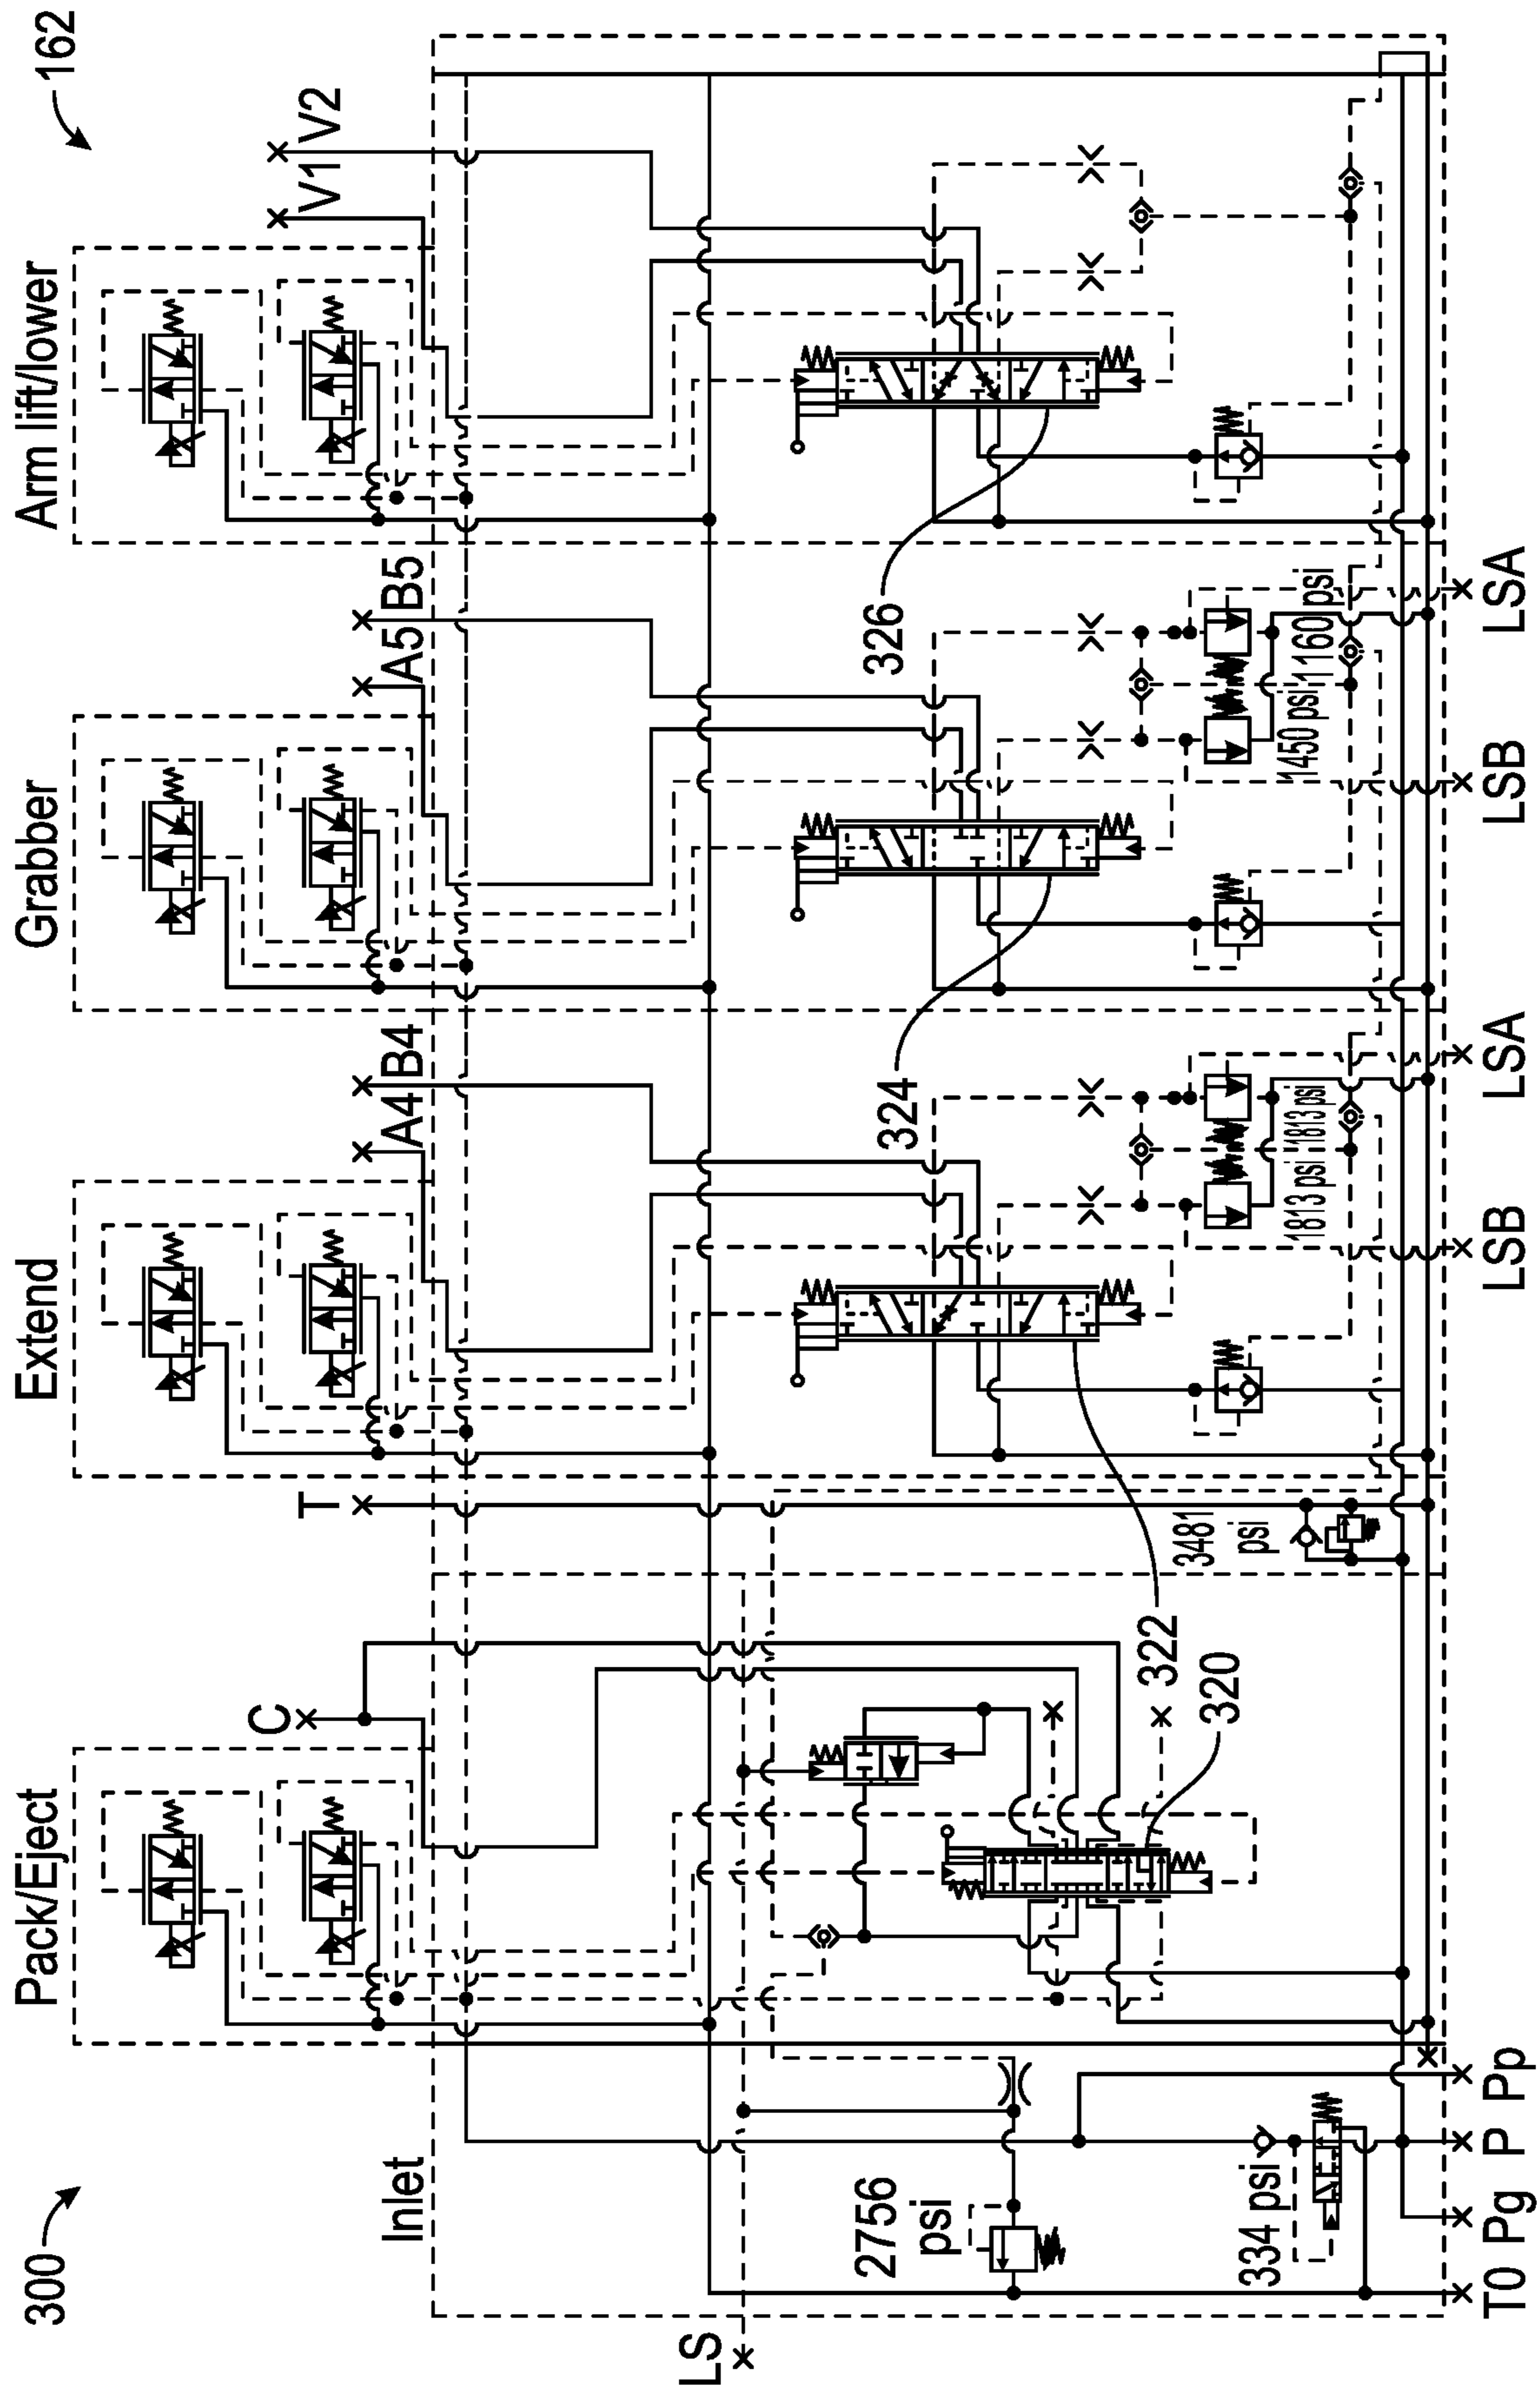 300
162
Pack/Eject
Extend
Grabber
Arm lift/lower
Inlet
C
T
A4 B4
A5 B5
V1 V2
LS
2756
psi
334 psi
3481
psi
320
322
324
326
1813 psi 1813 psi
1450 psi 1160 psi
T0 Pg P Pp
LSB
LSA
LSB
LSA